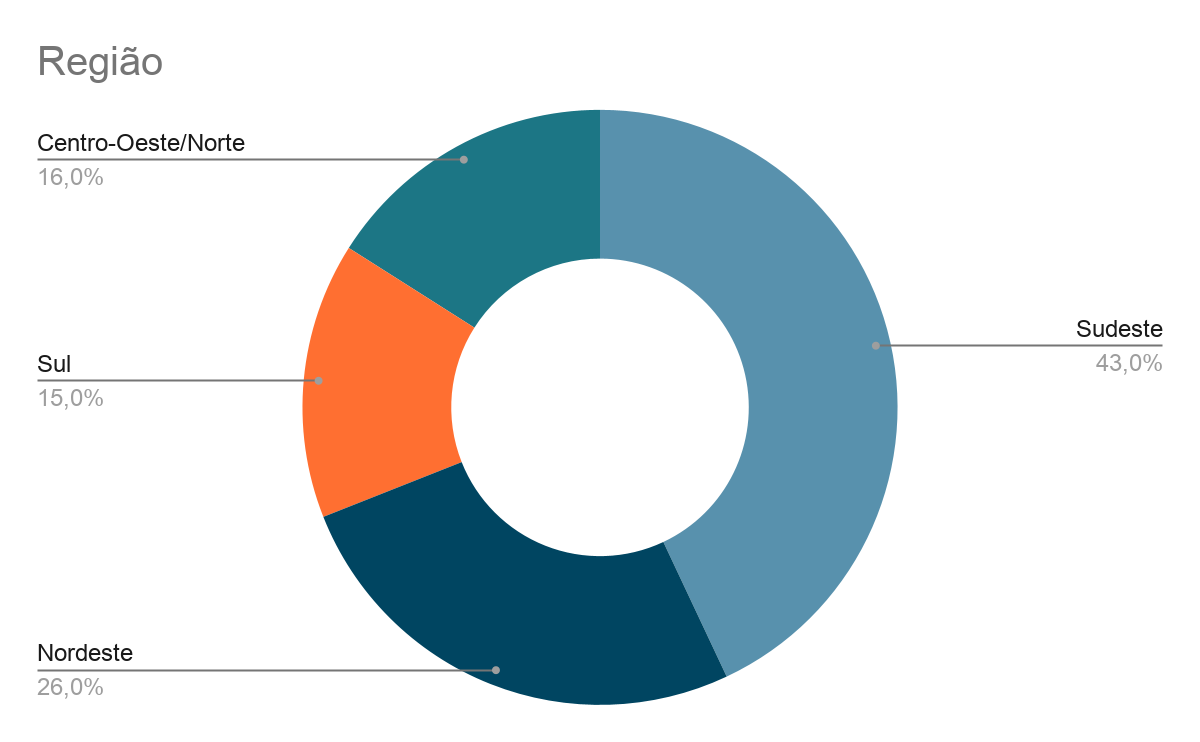 Região
Centro-Oeste/Norte
16,0%
Sudeste
43,0%
Sul
15,0%
Nordeste
26,0%